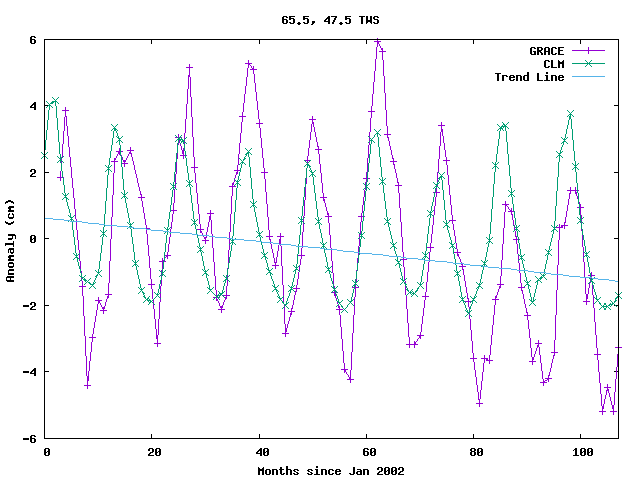 65.5, 47.5 TWS
GRACE
CLM
Trend Line
6
4
2
0
-2
-4
-6
Anomaly (cm)
0 20 40 60 80 100
Months since Jan 2002